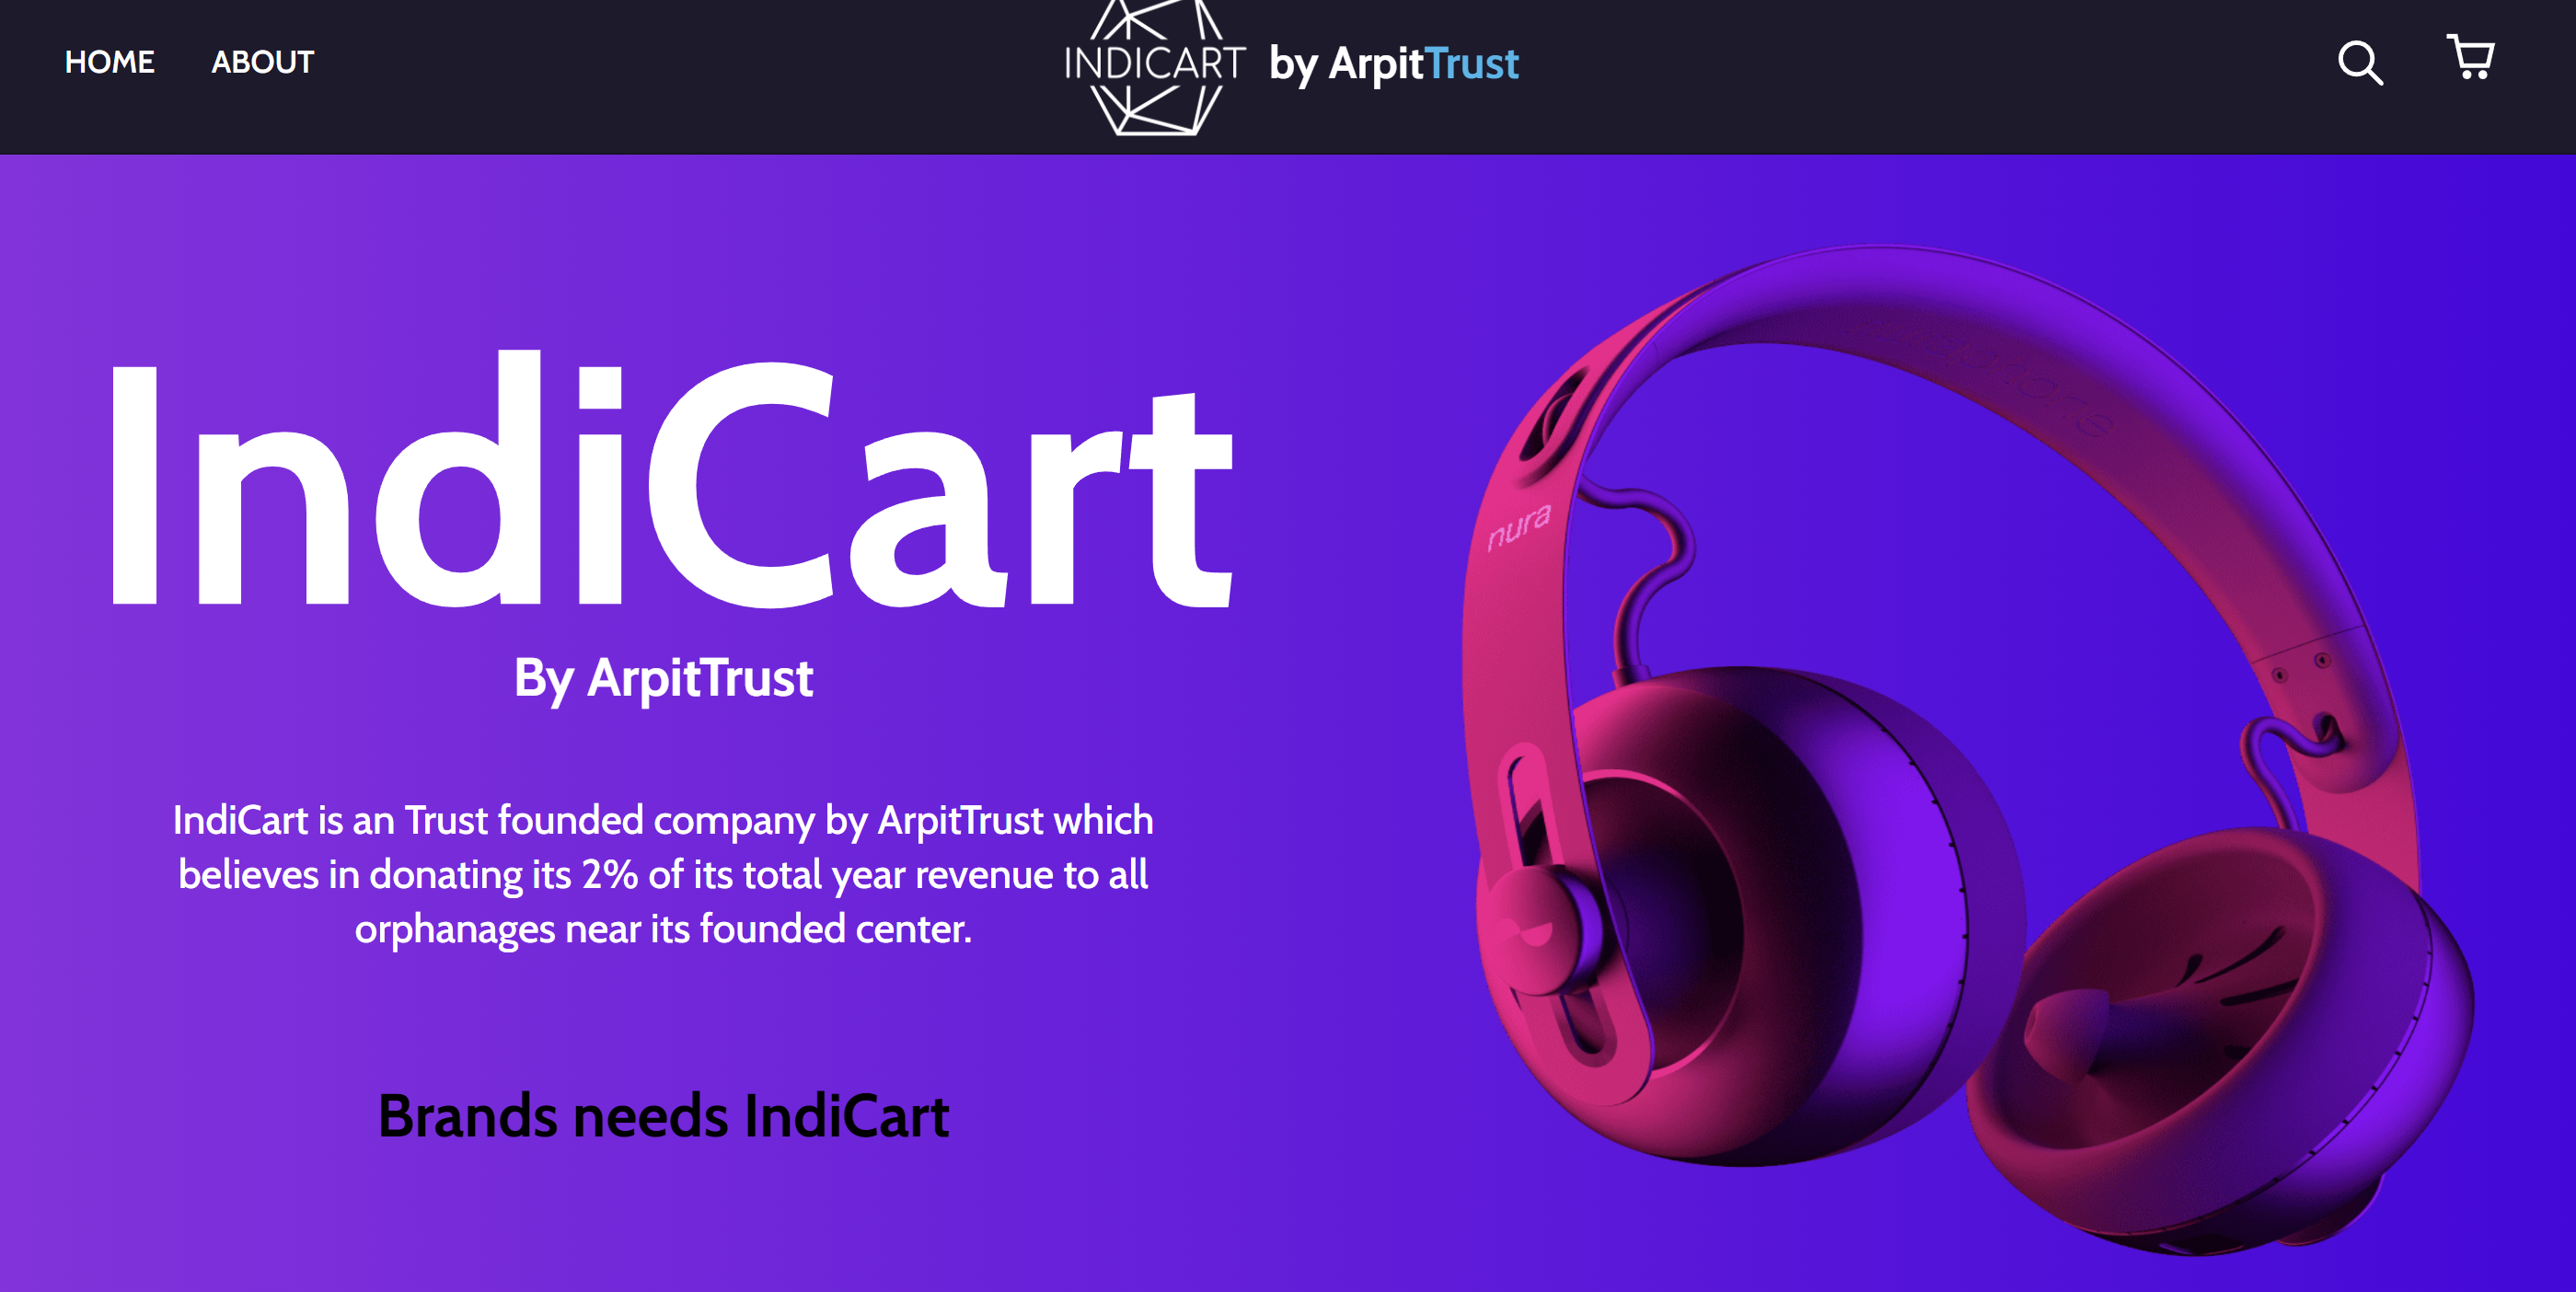 HOME ABOUT INDICART by ArpitTrust
IndiCart
By ArpitTrust
IndiCart is an Trust founded company by ArpitTrust which
believes in donating its 2% of its total year revenue to all
orphanages near its founded center.
Brands needs IndiCart
nura